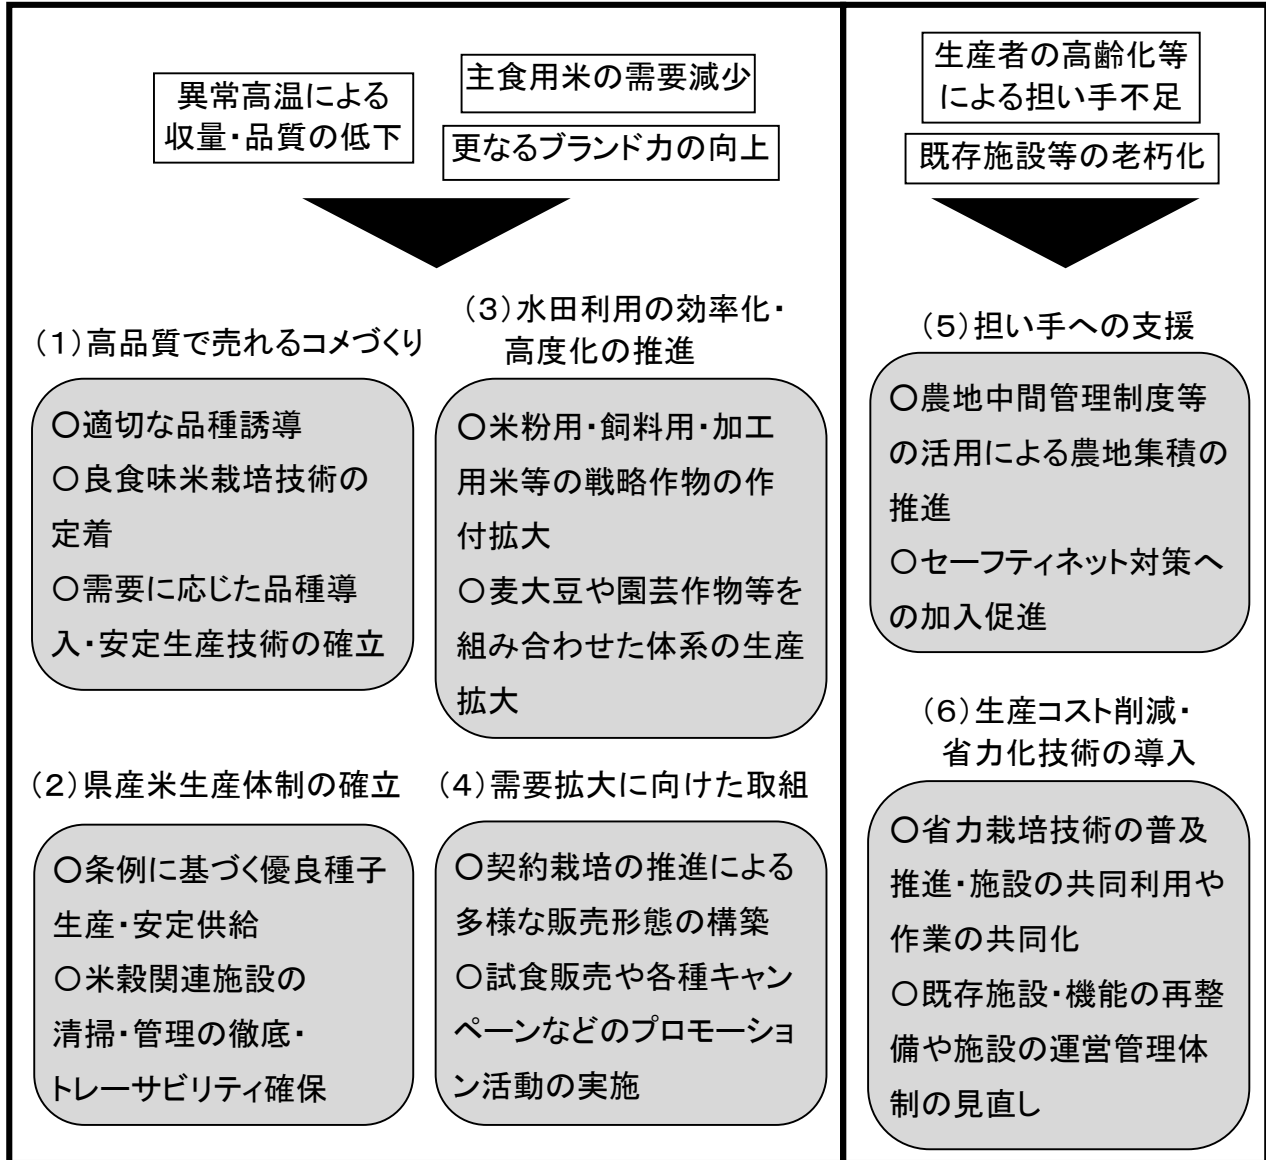 異常高温による
収量・品質の低下
主食用米の需要減少
更なるブランド力の向上
(1)高品質で売れるコメづくり
○適切な品種誘導
○良食味米栽培技術の
定着
○需要に応じた品種導
入・安定生産技術の確立
(2)県産米生産体制の確立
○条例に基づく優良種子
生産・安定供給
○米穀関連施設の
清掃・管理の徹底・
トレーサビリティ確保
(3)水田利用の効率化・
高度化の推進
○米粉用・飼料用・加工
用米等の戦略作物の作
付拡大
○麦大豆や園芸作物等を
組み合わせた体系の生産
拡大
(4)需要拡大に向けた取組
○契約栽培の推進による
多様な販売形態の構築
○試食販売や各種キャン
ペーンなどのプロモーショ
ン活動の実施
生産者の高齢化等
による担い手不足
既存施設等の老朽化
(5)担い手への支援
○農地中間管理制度等
の活用による農地集積の
推進
○セーフティネット対策へ
の加入促進
(6)生産コスト削減・
省力化技術の導入
○省力栽培技術の普及
推進・施設の共同利用や
作業の共同化
○既存施設・機能の再整
備や施設の運営管理体
制の見直し